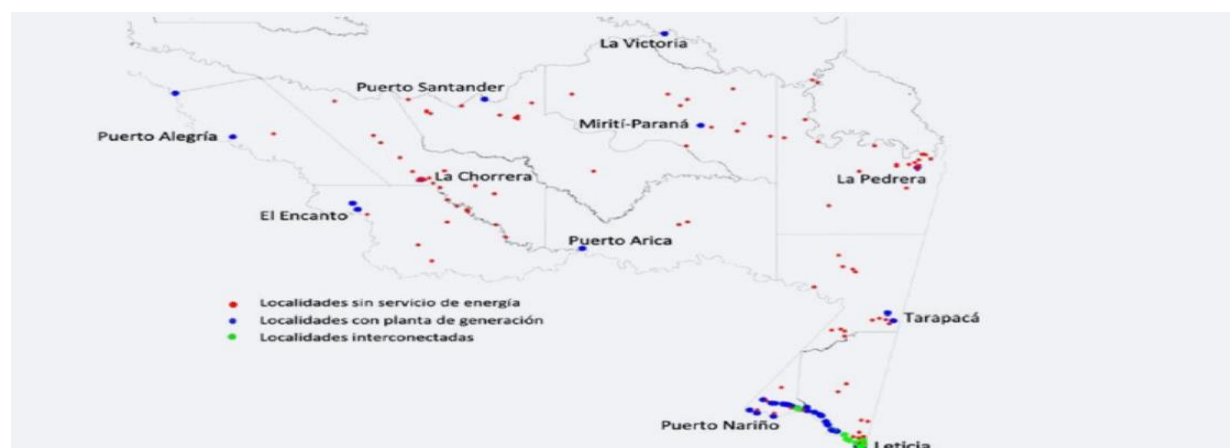 La Victoria
Puerto Santander
Mirití-Paraná
Puerto Alegría
La Chorrera
La Pedrera
El Encanto
Puerto Arica
Localidades sin servicio de energía
Localidades con planta de generación
Localidades interconectadas
Tarapacá
Puerto Nariño
Leticia